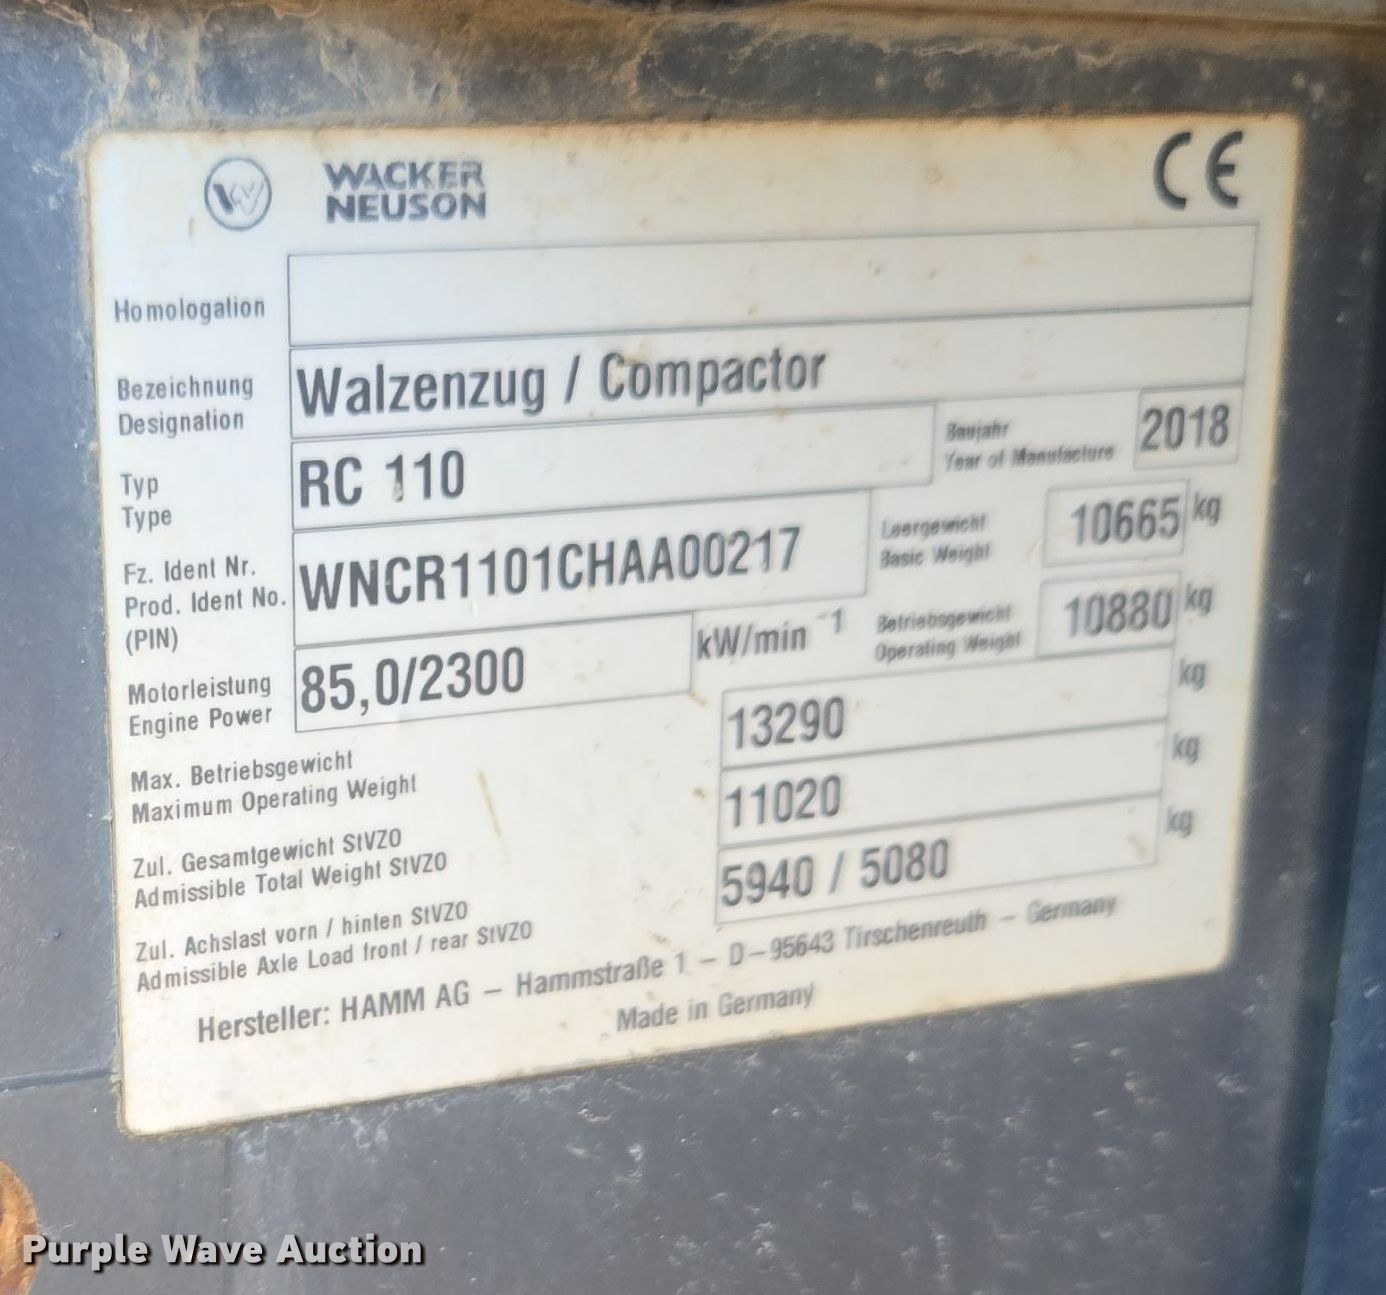 WACKER
NEUSON
CE
Homologation
Bezeichnung
Designation
Walzenzug / Compactor
Typ
Type
RC 110
Baujahr
Year of Manufacture
2018
Fz. Ident Nr.
Prod. Ident No.
(PIN)
WNCR1101CHAA00217
Leergewicht
Basic Weight
10665 kg
Motorleistung
Engine Power
85,0/2300 kW/min -1
Betriebsgewicht
Operating Weight
10880 kg
Max. Betriebsgewicht
Maximum Operating Weight
13290 kg
Zul. Gesamtgewicht StVZO
Admissible Total Weight StVZO
11020 kg
Zul. Achslast vorn / hinten StVZO
Admissible Axle Load front / rear StVZO
5940 / 5080 kg
Hersteller: HAMM AG – Hammstraße 1 – D–95643 Tirschenreuth – Germany
Made in Germany
Purple Wave Auction